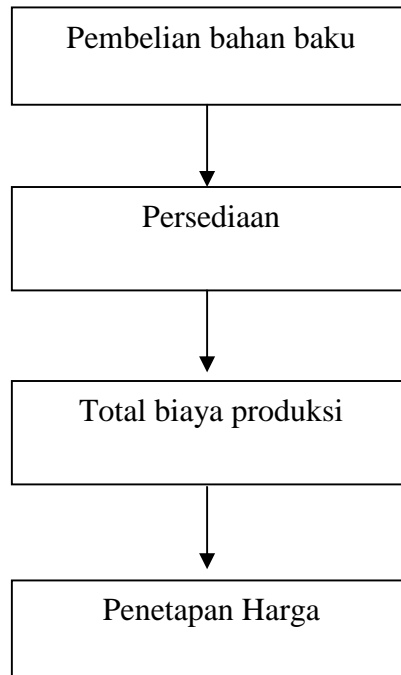 Pembelian bahan baku
Persediaan
Total biaya produksi
Penetapan Harga